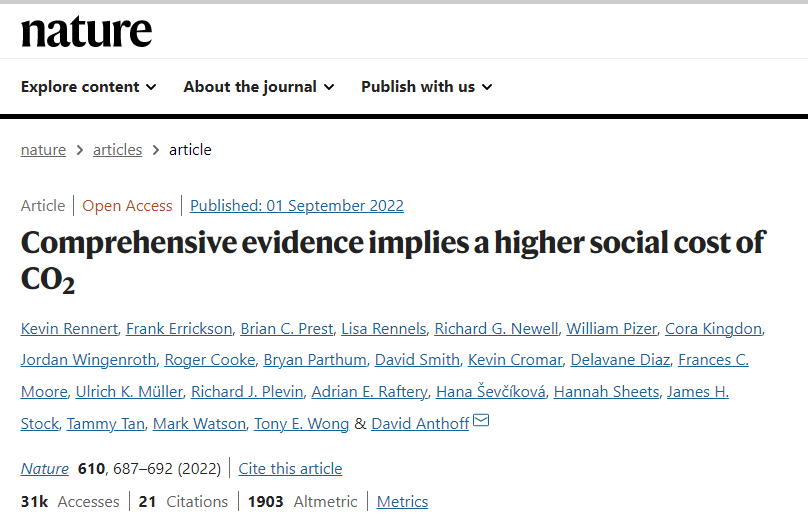 nature
Explore content About the journal Publish with us
nature > articles > article
Article | Open Access | Published: 01 September 2022
Comprehensive evidence implies a higher social cost of
CO₂
Kevin Rennert, Frank Errickson, Brian C. Prest, Lisa Rennels, Richard G. Newell, William Pizer, Cora Kingdon,
Jordan Wingenroth, Roger Cooke, Bryan Parthum, David Smith, Kevin Cromar, Delavane Diaz, Frances C.
Moore, Ulrich K. Müller, Richard J. Plevin, Adrian E. Raftery, Hana Ševčíková, Hannah Sheets, James H.
Stock, Tammy Tan, Mark Watson, Tony E. Wong & David Anthoff
Nature 610, 687–692 (2022) | Cite this article
31k Accesses | 21 Citations | 1903 Altmetric | Metrics